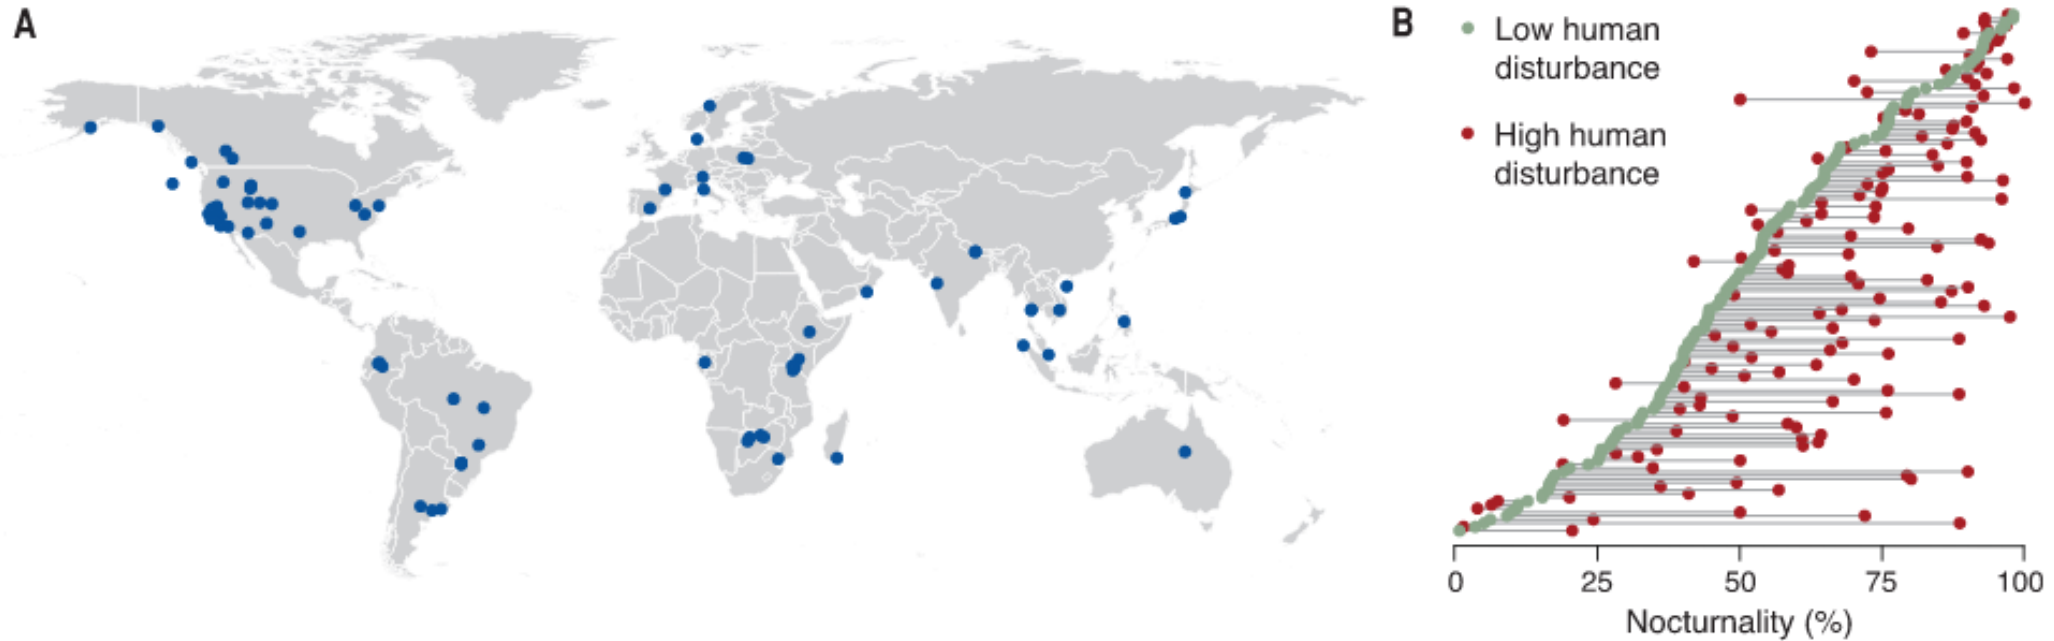 A
B
Low human
disturbance
High human
disturbance
0 25 50 75 100
Nocturnality (%)